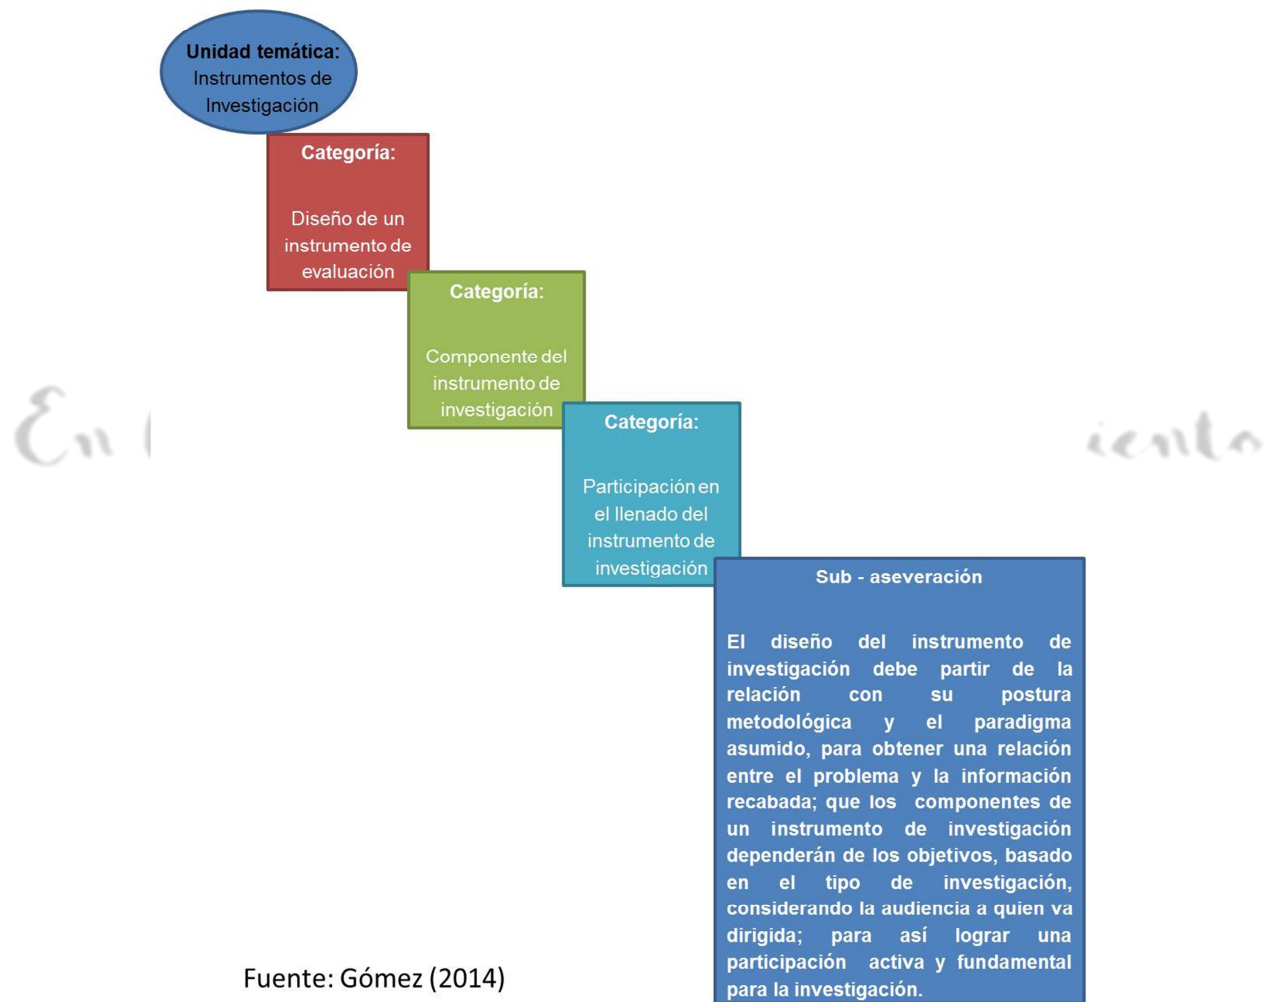 Unidad temática:
Instrumentos de
Investigación
Categoría:
Diseño de un
instrumento de
evaluación
Categoría:
Componente del
instrumento de
investigación
Categoría:
Participación en
el llenado del
instrumento de
investigación
Sub - aseveración
El diseño del instrumento de
investigación debe partir de la
relación con su postura
metodológica y el paradigma
asumido, para obtener una relación
entre el problema y la información
recabada; que los componentes de
un instrumento de investigación
dependerán de los objetivos, basado
en el tipo de investigación,
considerando la audiencia a quien va
dirigida; para así lograr una
participación activa y fundamental
para la investigación.
En iento
Fuente: Gómez (2014)